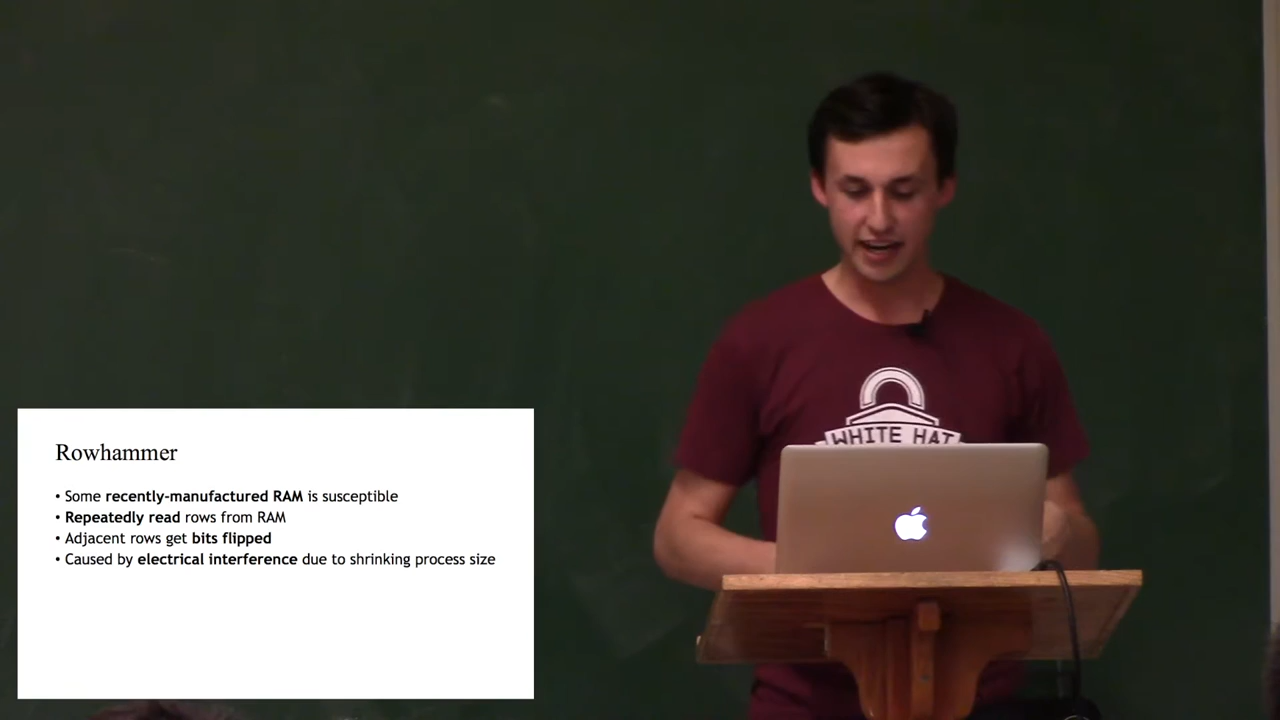 Rowhammer
• Some recently-manufactured RAM is susceptible
• Repeatedly read rows from RAM
• Adjacent rows get bits flipped
• Caused by electrical interference due to shrinking process size
WHITE HAT